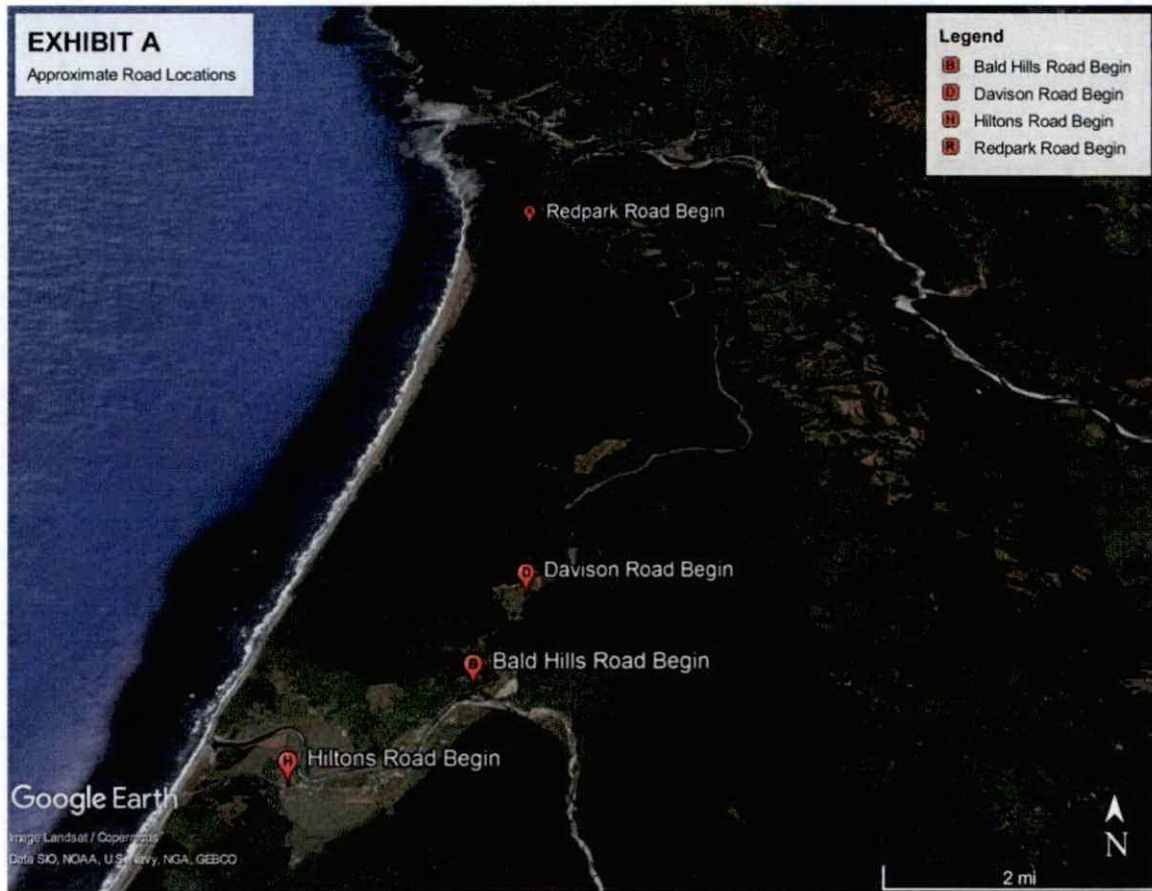 EXHIBIT A
Approximate Road Locations
Legend
B Bald Hills Road Begin
D Davison Road Begin
H Hiltons Road Begin
R Redpark Road Begin
Redpark Road Begin
D Davison Road Begin
B Bald Hills Road Begin
H Hiltons Road Begin
Google Earth
Image Landsat / Copernicus
Data SIO, NOAA, U.S. Navy, NGA, GEBCO
N
2 mi